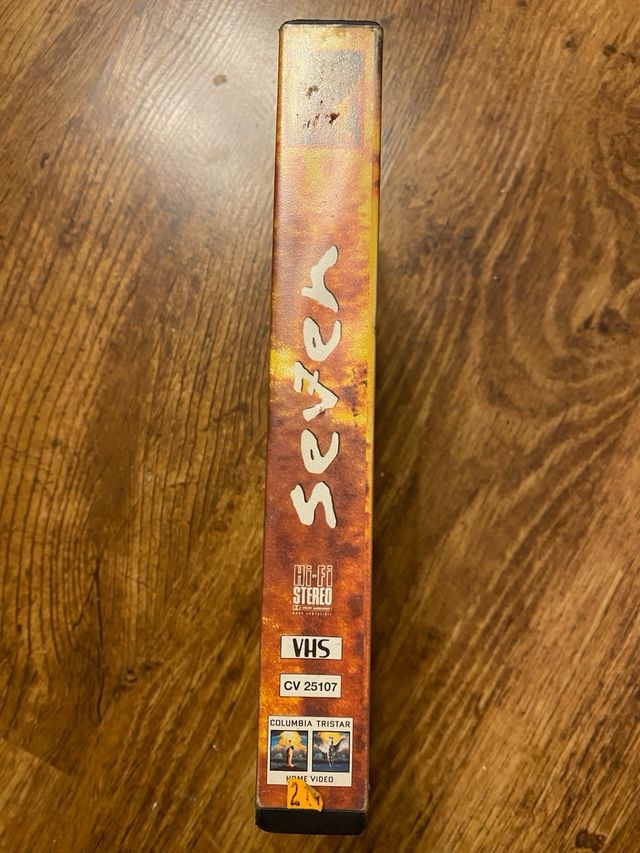 se7en
Hi-Fi
STEREO
VHS
CV 25107
COLUMBIA TRISTAR
HOME VIDEO